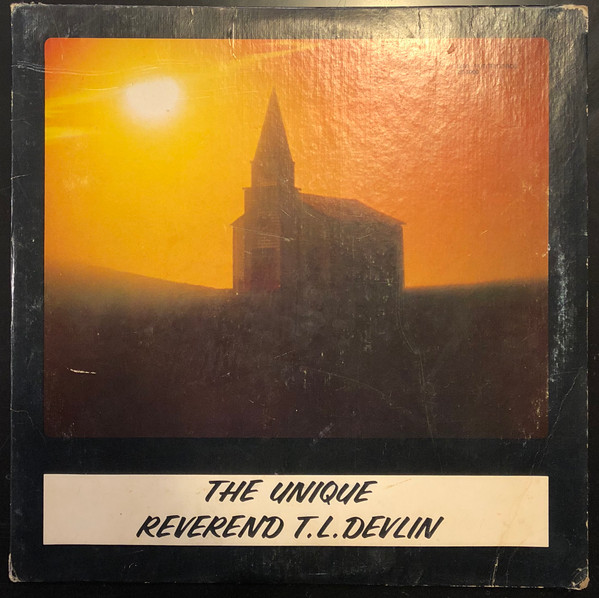 THE UNIQUE
REVEREND T.L. DEVLIN